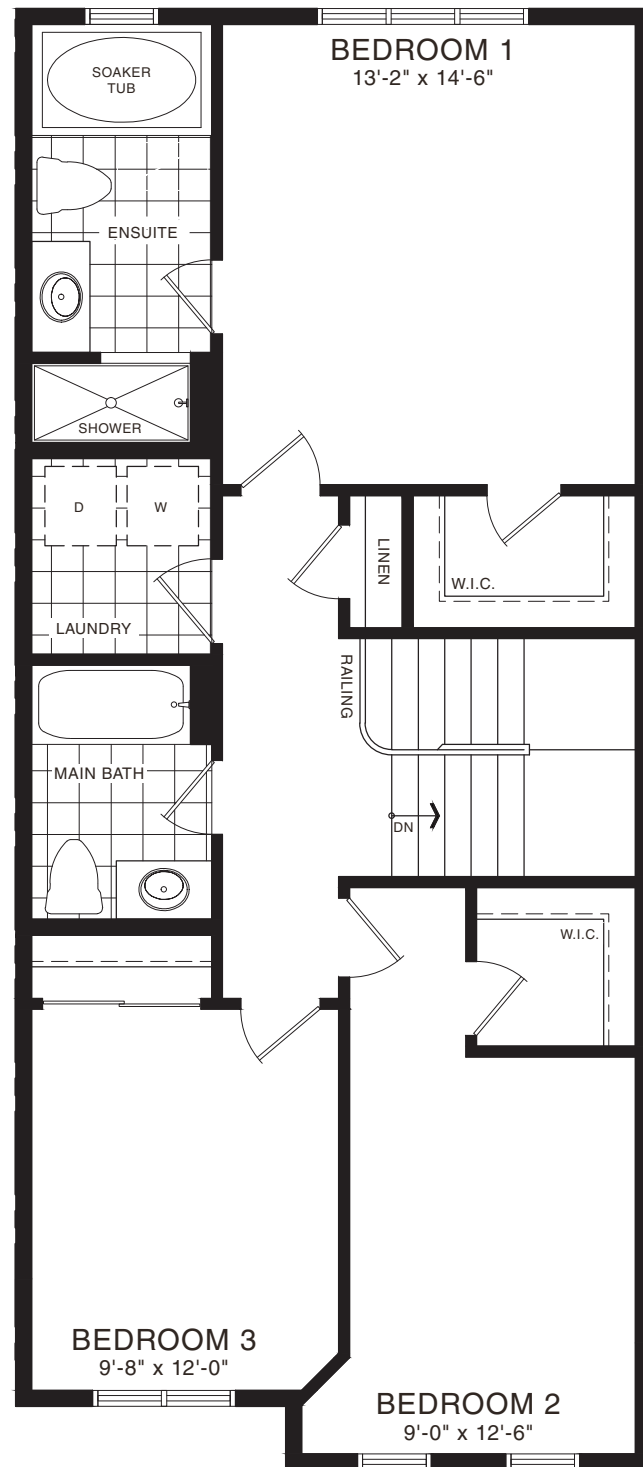 BEDROOM 1
13'-2" x 14'-6"
SOAKER
TUB
ENSUITE
SHOWER
D
W
LAUNDRY
LINEN
W.I.C.
RAILING
MAIN BATH
DN
W.I.C.
BEDROOM 3
9'-8" x 12'-0"
BEDROOM 2
9'-0" x 12'-6"